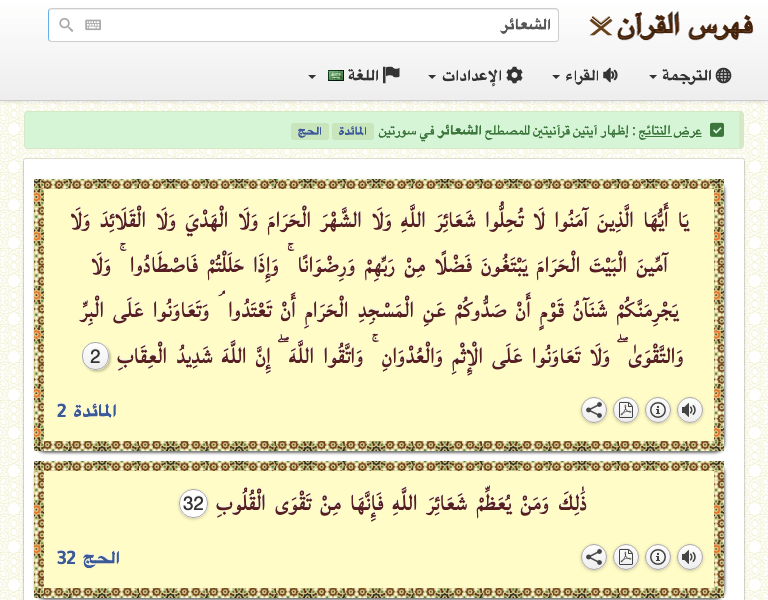 فهرس القرآن
الشعائر
الترجمة القراء الإعدادات اللغة
عرض النتائج : إظهار آيتين قرآنيتين للمصطلح الشعائر في سورتين المائدة الحج
يَا أَيُّهَا الَّذِينَ آمَنُوا لَا تُحِلُّوا شَعَائِرَ اللَّهِ وَلَا الشَّهْرَ الْحَرَامَ وَلَا الْهَدْيَ وَلَا الْقَلَائِدَ وَلَا
آمِّينَ الْبَيْتَ الْحَرَامَ يَبْتَغُونَ فَضْلًا مِنْ رَبِّهِمْ وَرِضْوَانًا ۚ وَإِذَا حَلَلْتُمْ فَاصْطَادُوا ۚ وَلَا
يَجْرِمَنَّكُمْ شَنَآنُ قَوْمٍ أَنْ صَدُّوكُمْ عَنِ الْمَسْجِدِ الْحَرَامِ أَنْ تَعْتَدُوا ۘ وَتَعَاوَنُوا عَلَى الْبِرِّ
وَالتَّقْوَىٰ ۖ وَلَا تَعَاوَنُوا عَلَى الْإِثْمِ وَالْعُدْوَانِ ۚ وَاتَّقُوا اللَّهَ ۖ إِنَّ اللَّهَ شَدِيدُ الْعِقَابِ 2
المائدة 2
ذَٰلِكَ وَمَنْ يُعَظِّمْ شَعَائِرَ اللَّهِ فَإِنَّهَا مِنْ تَقْوَى الْقُلُوبِ 32
الحج 32